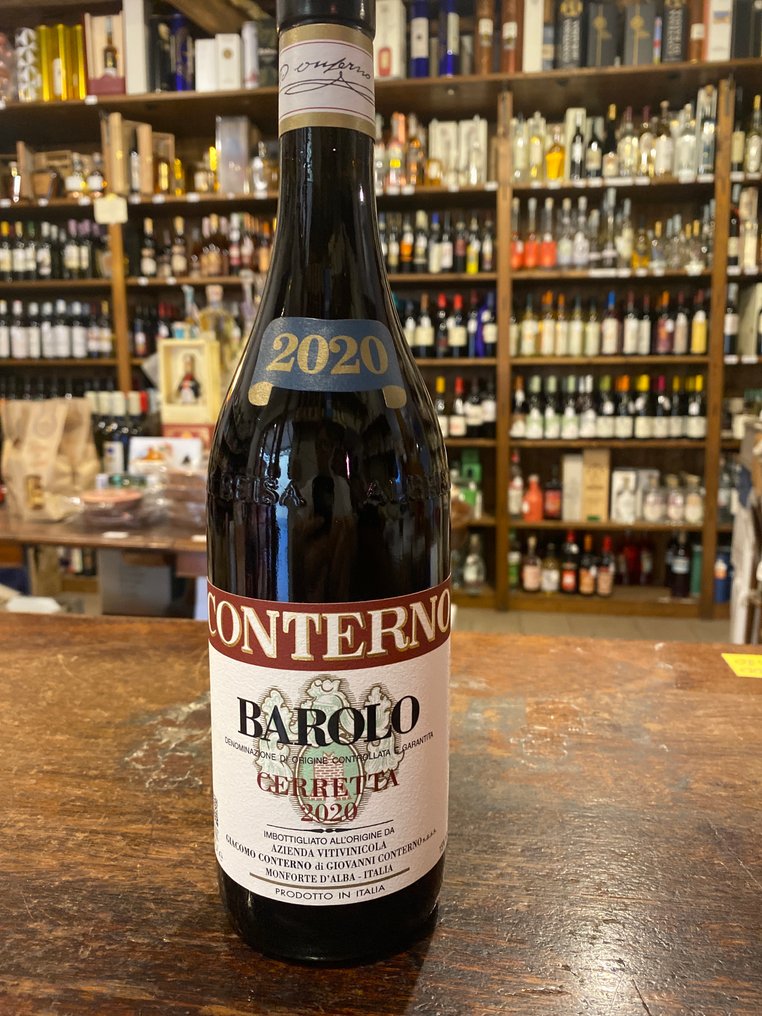 Conterno
2020
ALBEISA
CONTERNO
BAROLO
DENOMINAZIONE DI ORIGINE CONTROLLATA E GARANTITA
CERRETTA
2020
IMBOTTIGLIATO ALL'ORIGINE DA
AZIENDA VITIVINICOLA
GIACOMO CONTERNO di GIOVANNI CONTERNO s.a.s.
MONFORTE D'ALBA - ITALIA
PRODOTTO IN ITALIA